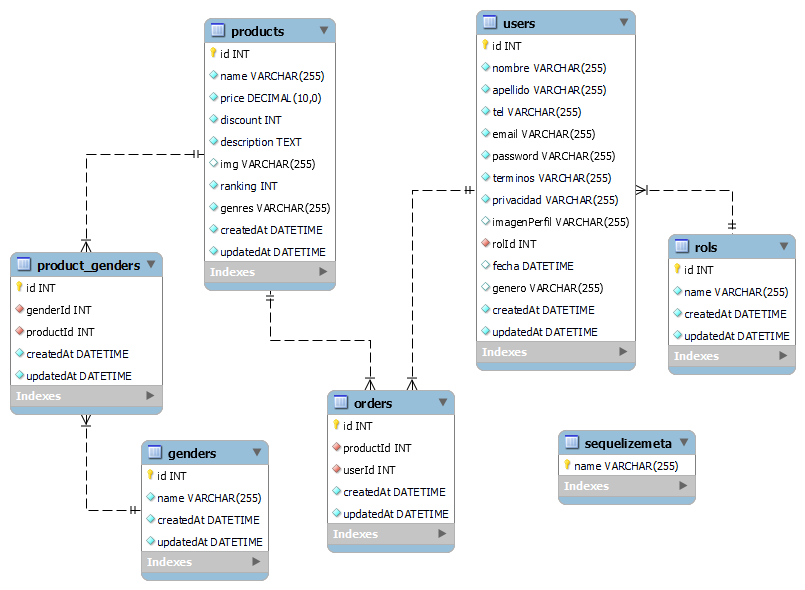 products
id INT
name VARCHAR(255)
price DECIMAL(10,0)
discount INT
description TEXT
img VARCHAR(255)
ranking INT
genres VARCHAR(255)
createdAt DATETIME
updatedAt DATETIME
Indexes
users
id INT
nombre VARCHAR(255)
apellido VARCHAR(255)
tel VARCHAR(255)
email VARCHAR(255)
password VARCHAR(255)
terminos VARCHAR(255)
privacidad VARCHAR(255)
imagenPerfil VARCHAR(255)
rolId INT
fecha DATETIME
genero VARCHAR(255)
createdAt DATETIME
updatedAt DATETIME
Indexes
rols
id INT
name VARCHAR(255)
createdAt DATETIME
updatedAt DATETIME
Indexes
product_genders
id INT
genderId INT
productId INT
createdAt DATETIME
updatedAt DATETIME
Indexes
genders
id INT
name VARCHAR(255)
createdAt DATETIME
updatedAt DATETIME
Indexes
orders
id INT
productId INT
userId INT
createdAt DATETIME
updatedAt DATETIME
Indexes
sequelizemeta
name VARCHAR(255)
Indexes